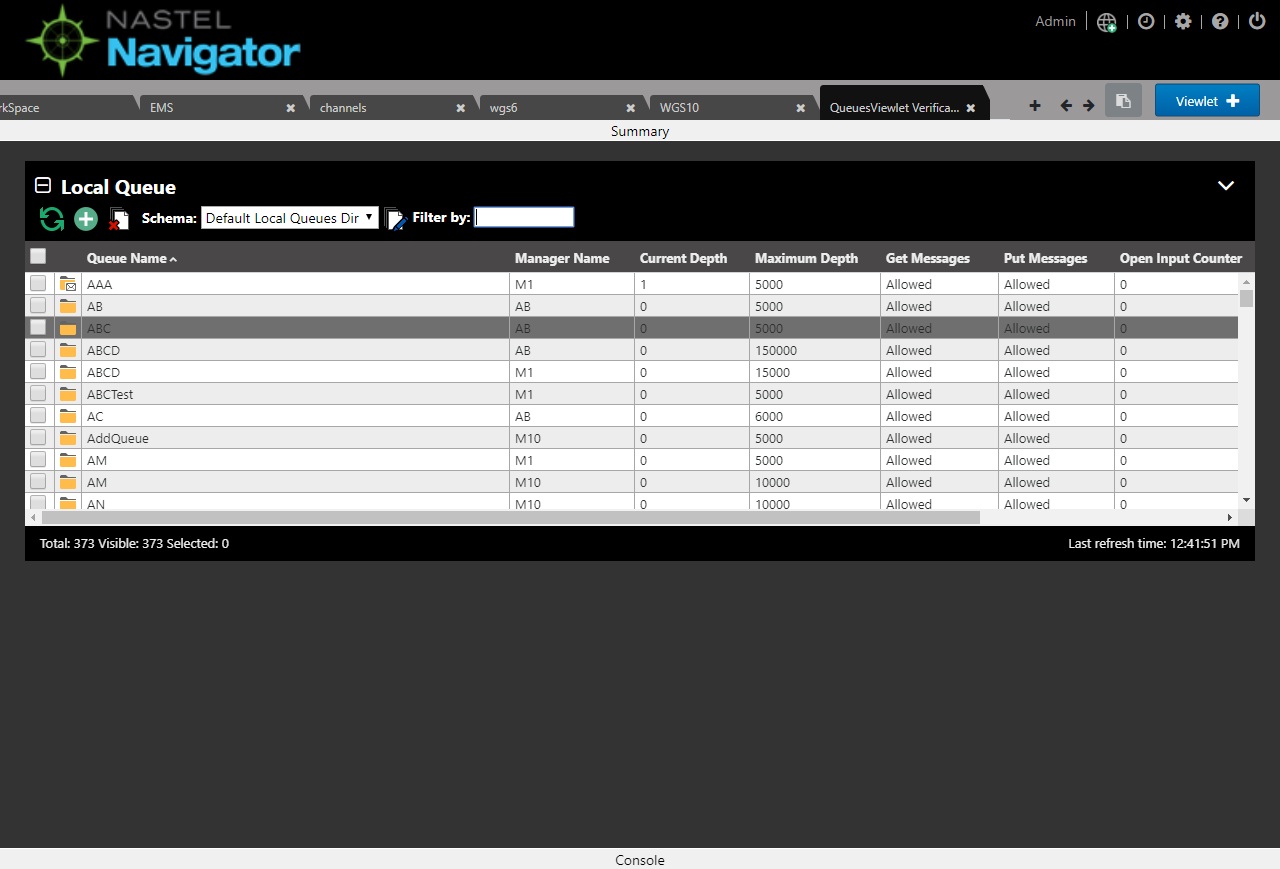 NASTEL
Navigator
Admin
rkSpace
EMS
channels
wgs6
WGS10
QueuesViewlet Verifica...
Viewlet
Summary
Local Queue
Schema: Default Local Queues Dir Filter by:
Queue Name Manager Name Current Depth Maximum Depth Get Messages Put Messages Open Input Counter
AAA M1 1 5000 Allowed Allowed 0
AB AB 0 5000 Allowed Allowed 0
ABC AB 0 5000 Allowed Allowed 0
ABCD AB 0 150000 Allowed Allowed 0
ABCD M1 0 15000 Allowed Allowed 0
ABCTest M1 0 5000 Allowed Allowed 0
AC AB 0 6000 Allowed Allowed 0
AddQueue M10 0 5000 Allowed Allowed 0
AM M1 0 5000 Allowed Allowed 0
AM M10 0 10000 Allowed Allowed 0
AN M10 0 10000 Allowed Allowed 0
Total: 373 Visible: 373 Selected: 0 Last refresh time: 12:41:51 PM
Console